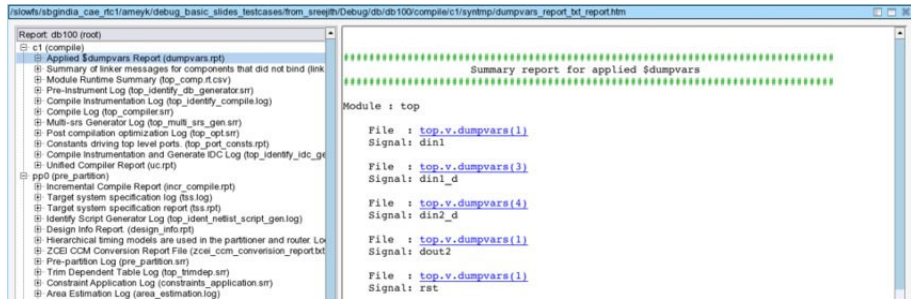 /slowfs/sbgindia_cae_rtc1/ameyk/debug_basic_slides_testcases/from_sreejith/Debug/db/db100/compile/c1/syntmp/dumpvars_report_txt_report.htm
Report: db100 (root)
c1 (compile)
Applied $dumpvars Report (dumpvars.rpt)
Summary of linker messages for components that did not bind (link
Module Runtime Summary (top_comp.rt.csv)
Pre-Instrument Log (top_identify_db_generator.srr)
Compile Instrumentation Log (top_identify_compile.log)
Compile Log (top_compiler.srr)
Multi-srs Generator Log (top_multi_srs_gen.srr)
Post compilation optimization Log (top_opt.srr)
Constants driving top level ports. (top_port_consts.rpt)
Compile Instrumentation and Generate IDC Log (top_identify_idc_ge
Unified Compiler Report (uc.rpt)
pp0 (pre_partition)
Incremental Compile Report (incr_compile.rpt)
Target system specification log (tss.log)
Target system specification report (tss.rpt)
Identify Script Generator Log (top_ident_netlist_script_gen.log)
Design Info Report. (design_info.rpt)
Hierarchical timing models are used in the partitioner and router. Lo
ZCEI CCM Conversion Report File (zcei_ccm_converision_report.txt
Pre-partition Log (pre_partition.srr)
Trim Dependent Table Log (top_trimdep.srr)
Constraint Application Log (constraints_application.srr)
Area Estimation Log (area_estimation.log)
Summary report for applied $dumpvars
Module : top
File : top.v.dumpvars(1)
Signal: din1
File : top.v.dumpvars(3)
Signal: din1_d
File : top.v.dumpvars(4)
Signal: din2_d
File : top.v.dumpvars(1)
Signal: dout2
File : top.v.dumpvars(1)
Signal: rst